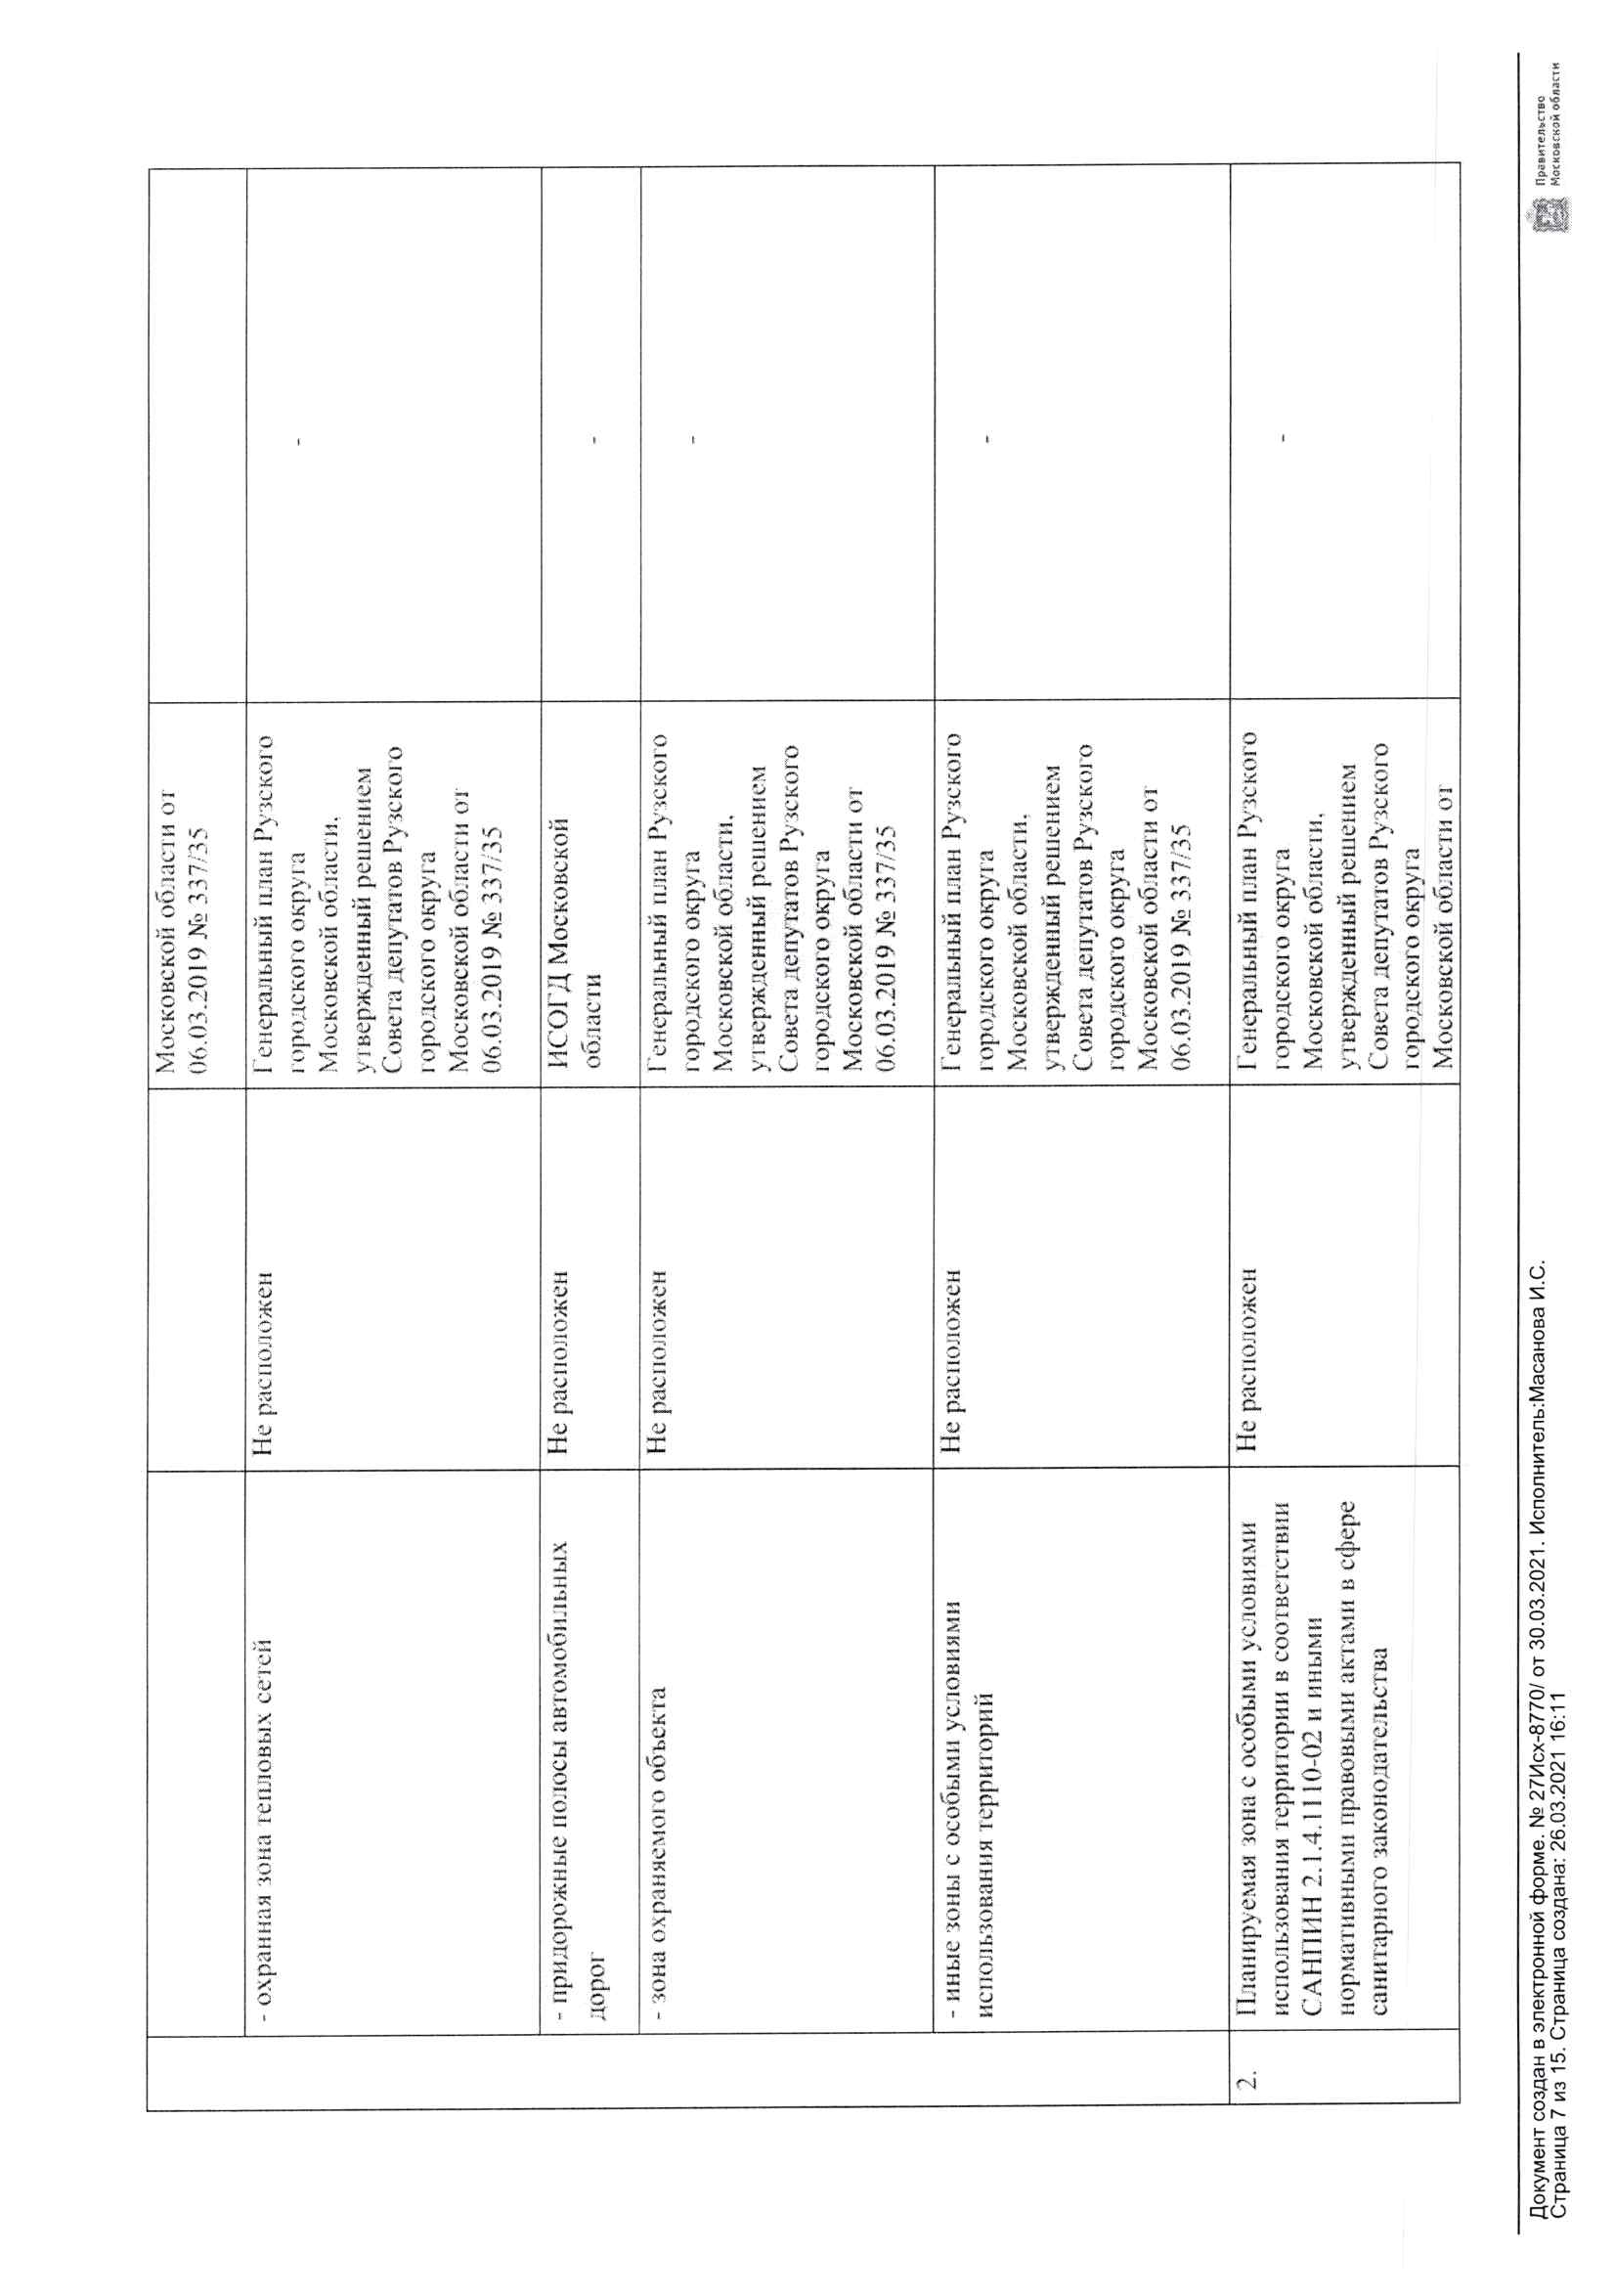 Московской области от
06.03.2019 № 337/35
- охранная зона тепловых сетей
Не расположен
Генеральный план Рузского
городского округа
Московской области,
утвержденный решением
Совета депутатов Рузского
городского округа
Московской области от
06.03.2019 № 337/35
-
- придорожные полосы автомобильных
дорог
Не расположен
ИСОГД Московской
области
-
- зона охраняемого объекта
Не расположен
Генеральный план Рузского
городского округа
Московской области,
утвержденный решением
Совета депутатов Рузского
городского округа
Московской области от
06.03.2019 № 337/35
-
- иные зоны с особыми условиями
использования территорий
Не расположен
Генеральный план Рузского
городского округа
Московской области,
утвержденный решением
Совета депутатов Рузского
городского округа
Московской области от
06.03.2019 № 337/35
-
2.
Планируемая зона с особыми условиями
использования территории в соответствии
САНПИН 2.1.4.1110-02 и иными
нормативными правовыми актами в сфере
санитарного законодательства
Не расположен
Генеральный план Рузского
городского округа
Московской области,
утвержденный решением
Совета депутатов Рузского
городского округа
Московской области от
-
Документ создан в электронной форме. № 27Исх-8770/ от 30.03.2021. Исполнитель:Масанова И.С.
Страница 7 из 15. Страница создана: 26.03.2021 16:11
Правительство
Московской области